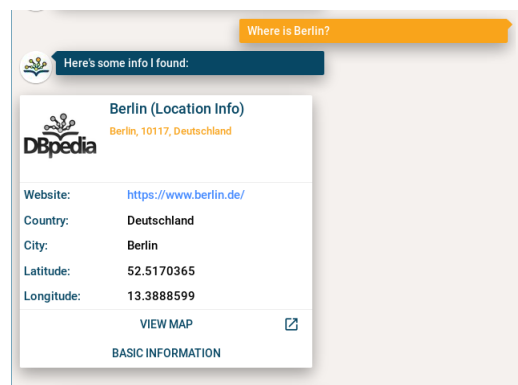 Where is Berlin?
Here's some info I found:
DBpedia
Berlin (Location Info)
Berlin, 10117, Deutschland
Website: https://www.berlin.de/
Country: Deutschland
City: Berlin
Latitude: 52.5170365
Longitude: 13.3888599
VIEW MAP
BASIC INFORMATION